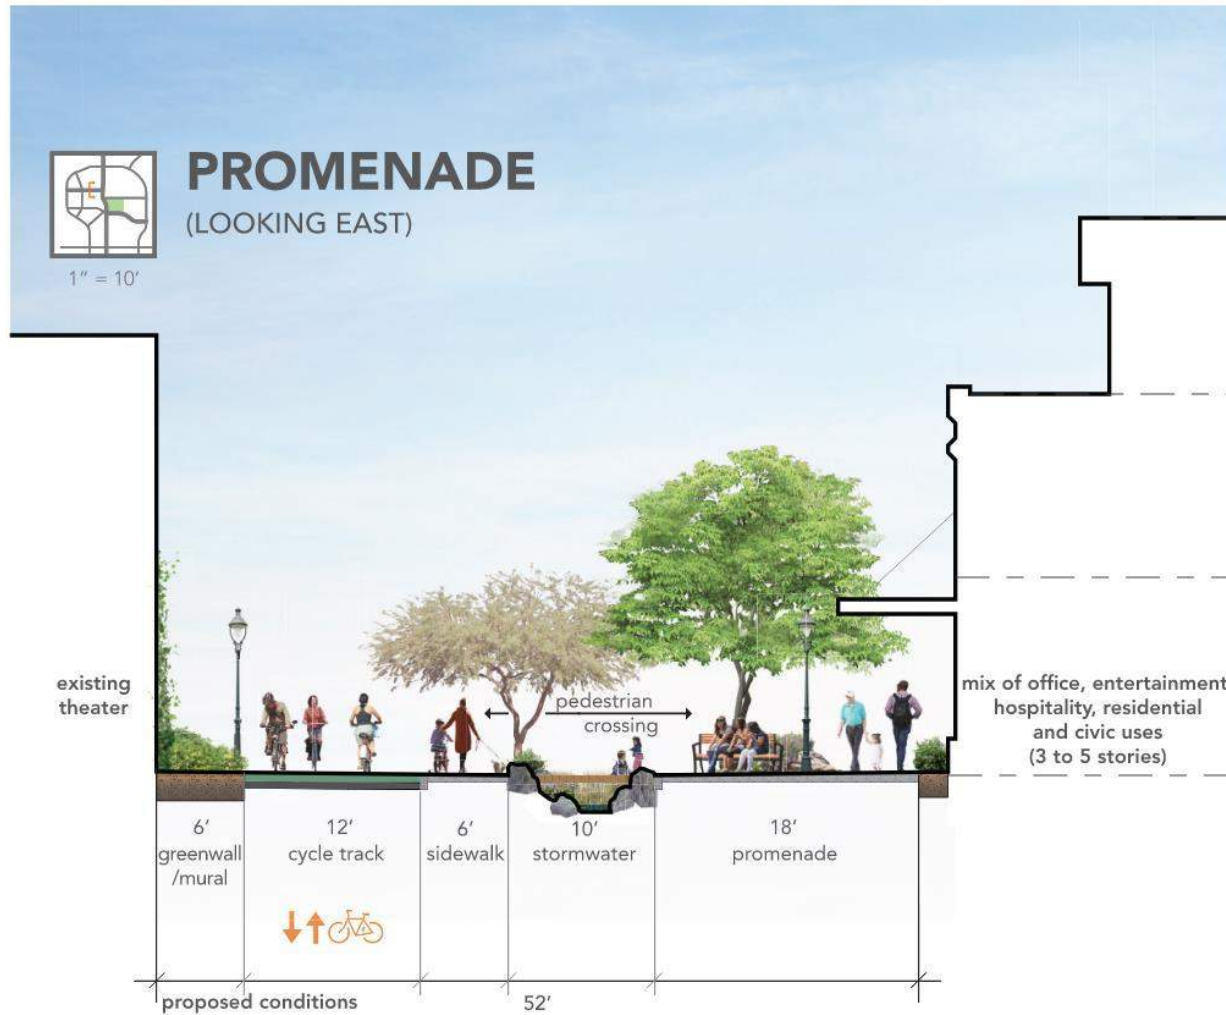 PROMENADE
(LOOKING EAST)
1" = 10'
existing
theater
pedestrian
crossing
mix of office, entertainment
hospitality, residential
and civic uses
(3 to 5 stories)
6'
greenwall
/mural
12'
cycle track
6'
sidewalk
10'
stormwater
18'
promenade
proposed conditions
52'